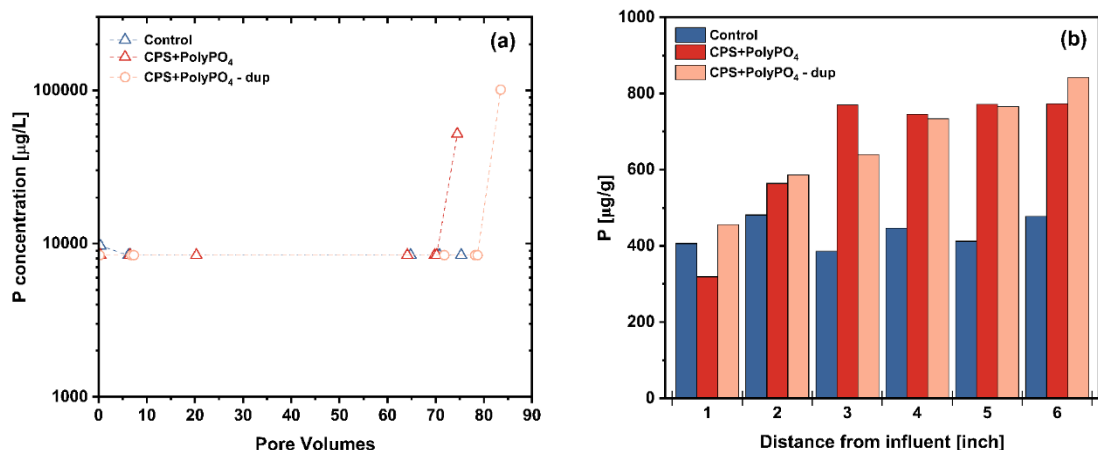 (a)
Control
CPS+PolyPO₄
CPS+PolyPO₄ - dup
P concentration [µg/L]
100000
10000
1000
0 10 20 30 40 50 60 70 80 90
Pore Volumes
(b)
Control
CPS+PolyPO₄
CPS+PolyPO₄ - dup
P [µg/g]
1000
800
600
400
200
0
1 2 3 4 5 6
Distance from influent [inch]